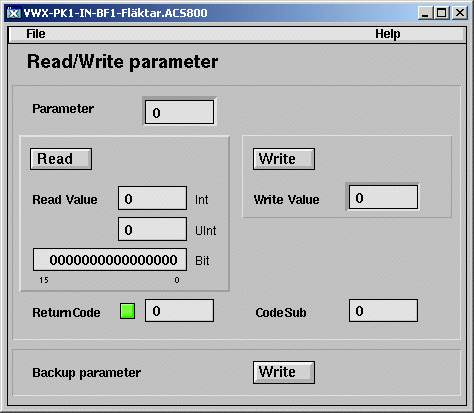 VWX-PK1-IN-BF1-Fläktar.ACS800
File Help
Read/Write parameter
Parameter 0
Read Write
Read Value 0 Int Write Value 0
0 UInt
0000000000000000 Bit
15 0
ReturnCode 0 CodeSub 0
Backup parameter Write